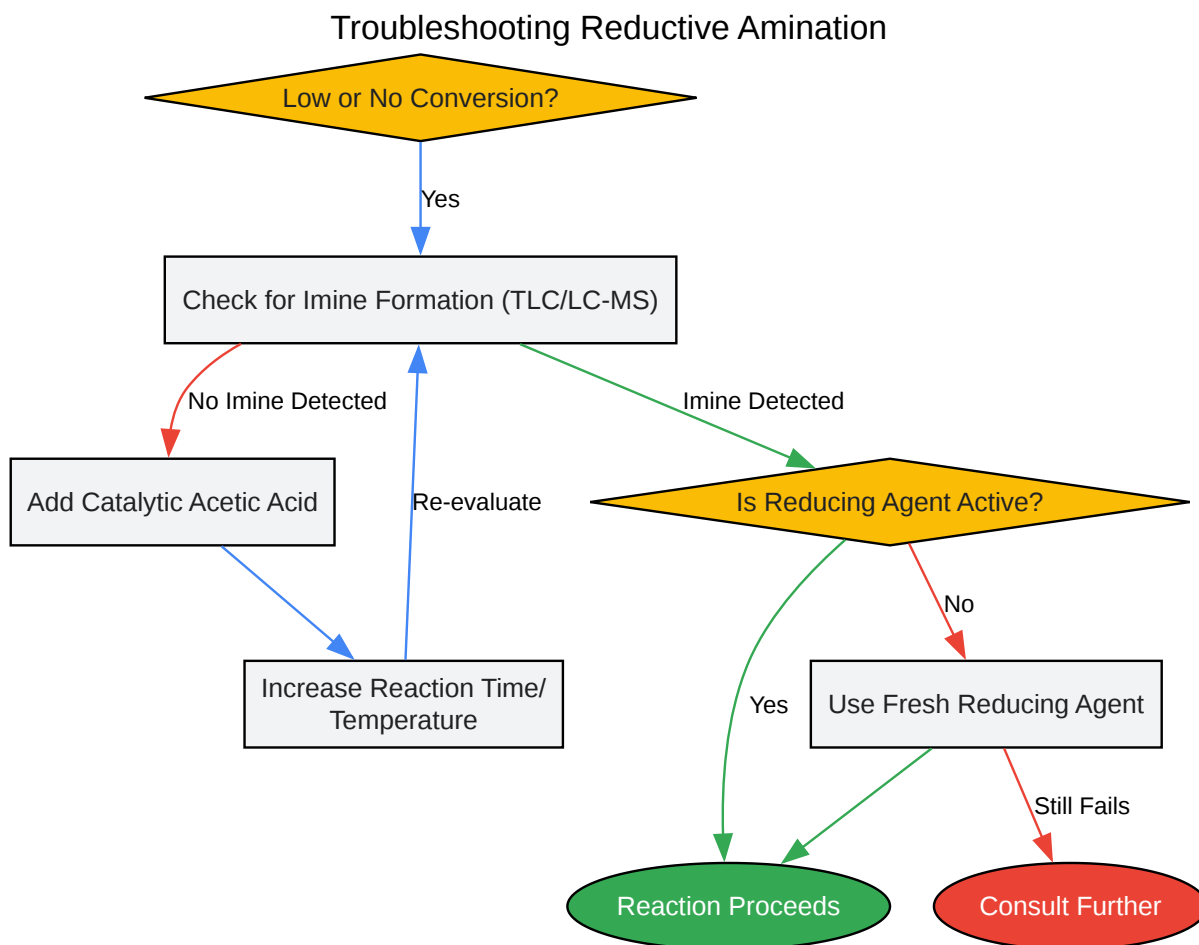 Troubleshooting Reductive Amination
Low or No Conversion?
Yes
Check for Imine Formation (TLC/LC-MS)
No Imine Detected
Imine Detected
Add Catalytic Acetic Acid
Re-evaluate
Is Reducing Agent Active?
No
Increase Reaction Time/
Temperature
Yes
Use Fresh Reducing Agent
Still Fails
Reaction Proceeds
Consult Further